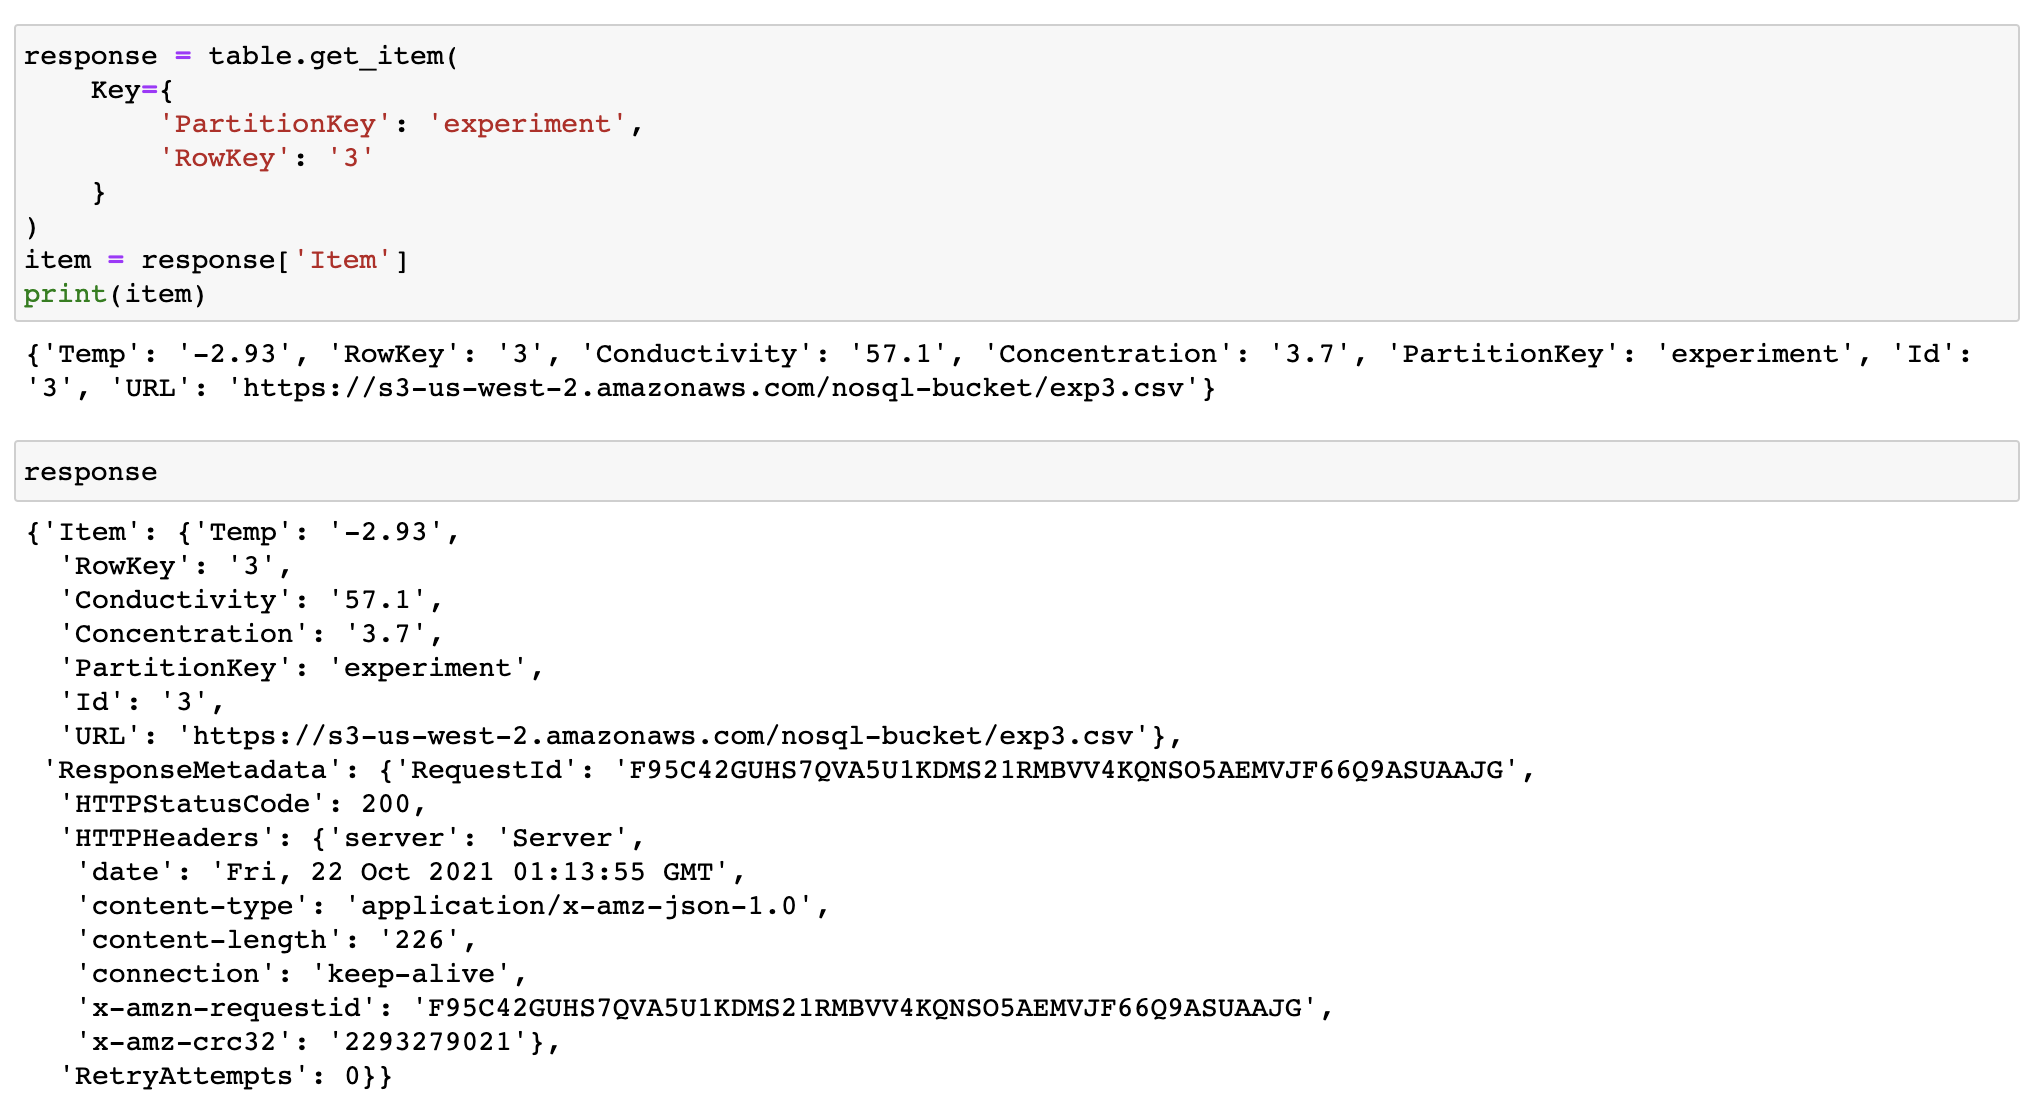 response = table.get_item(
    Key={
        'PartitionKey': 'experiment',
        'RowKey': '3'
    }
)
item = response['Item']
print(item)
{'Temp': '-2.93', 'RowKey': '3', 'Conductivity': '57.1', 'Concentration': '3.7', 'PartitionKey': 'experiment', 'Id':
'3', 'URL': 'https://s3-us-west-2.amazonaws.com/nosql-bucket/exp3.csv'}
response
{'Item': {'Temp': '-2.93',
  'RowKey': '3',
  'Conductivity': '57.1',
  'Concentration': '3.7',
  'PartitionKey': 'experiment',
  'Id': '3',
  'URL': 'https://s3-us-west-2.amazonaws.com/nosql-bucket/exp3.csv'},
 'ResponseMetadata': {'RequestId': 'F95C42GUHS7QVA5U1KDMS21RMBVV4KQNSO5AEMVJF66Q9ASUAAJG',
  'HTTPStatusCode': 200,
  'HTTPHeaders': {'server': 'Server',
   'date': 'Fri, 22 Oct 2021 01:13:55 GMT',
   'content-type': 'application/x-amz-json-1.0',
   'content-length': '226',
   'connection': 'keep-alive',
   'x-amzn-requestid': 'F95C42GUHS7QVA5U1KDMS21RMBVV4KQNSO5AEMVJF66Q9ASUAAJG',
   'x-amz-crc32': '2293279021'},
  'RetryAttempts': 0}}